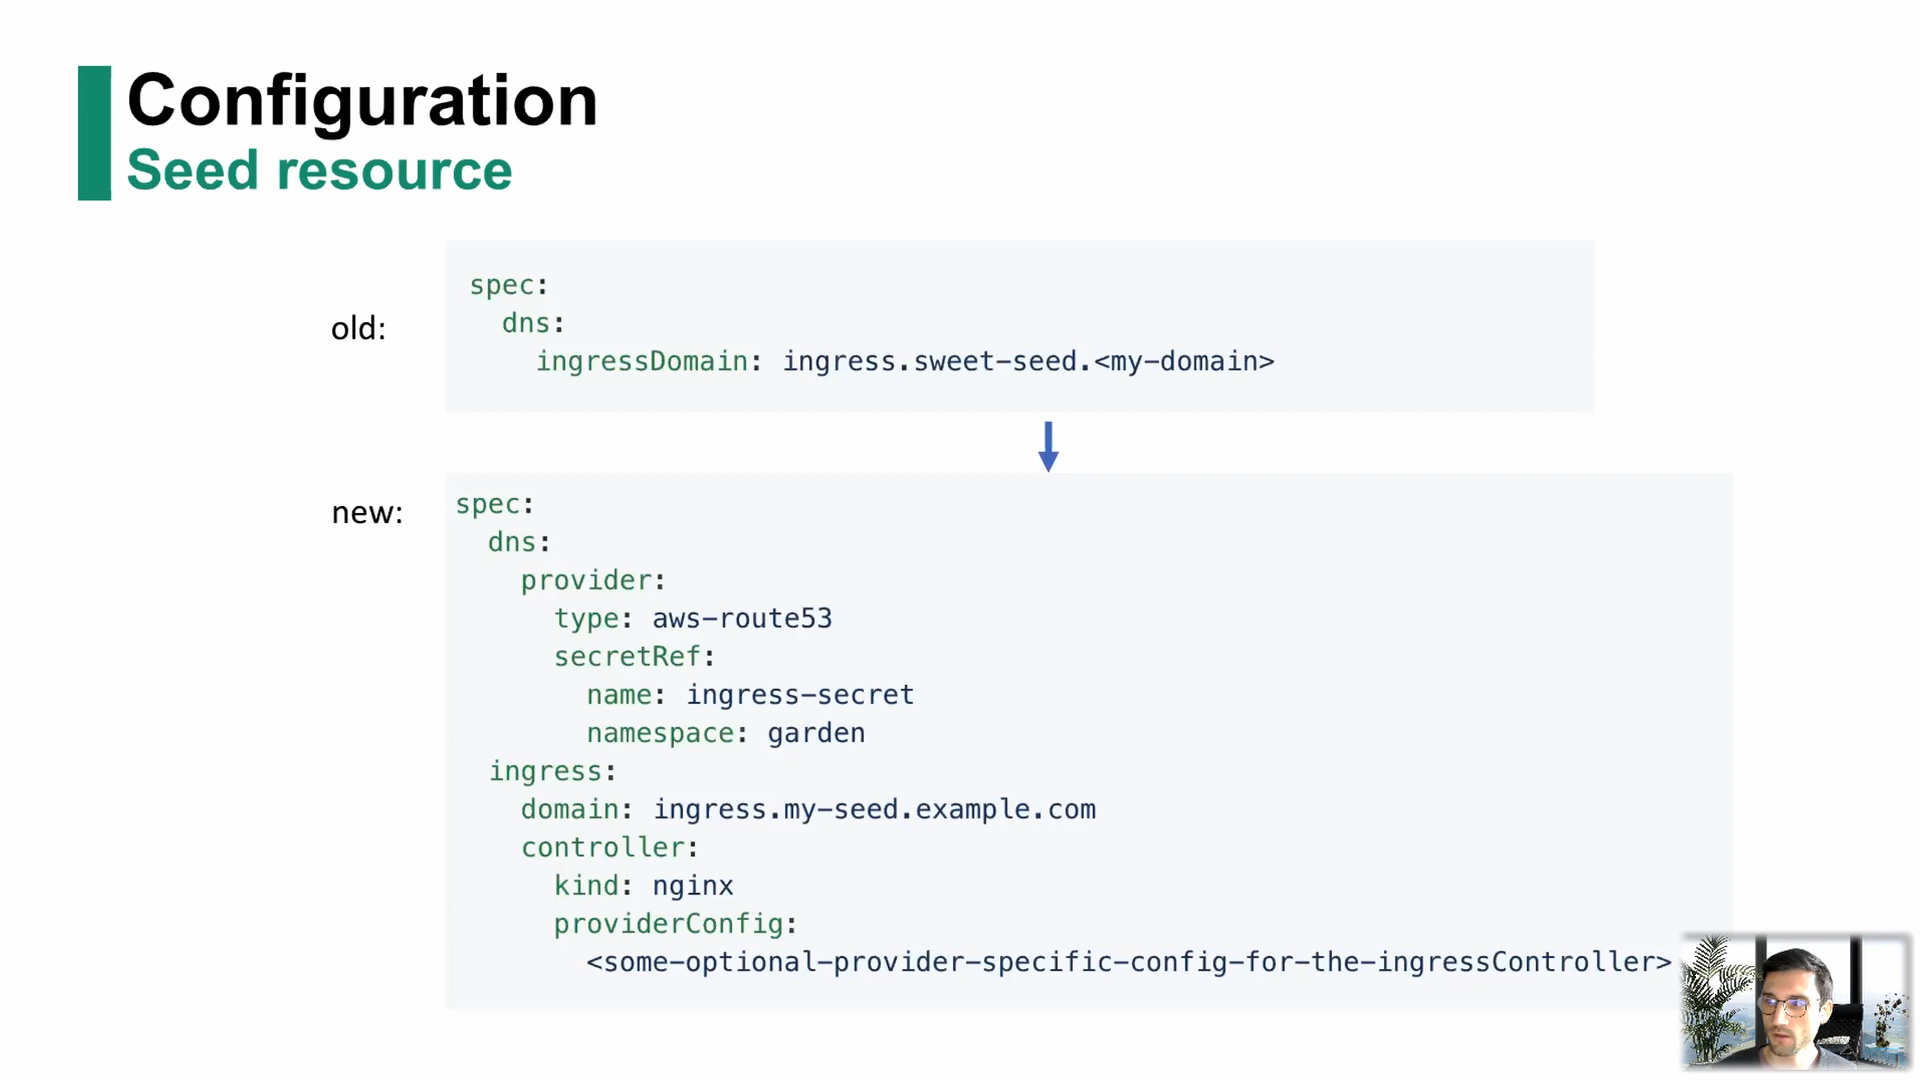 Configuration
Seed resource
old:
spec:
dns:
ingressDomain: ingress.sweet-seed.<my-domain>
new:
spec:
dns:
provider:
type: aws-route53
secretRef:
name: ingress-secret
namespace: garden
ingress:
domain: ingress.my-seed.example.com
controller:
kind: nginx
providerConfig:
<some-optional-provider-specific-config-for-the-ingressController>